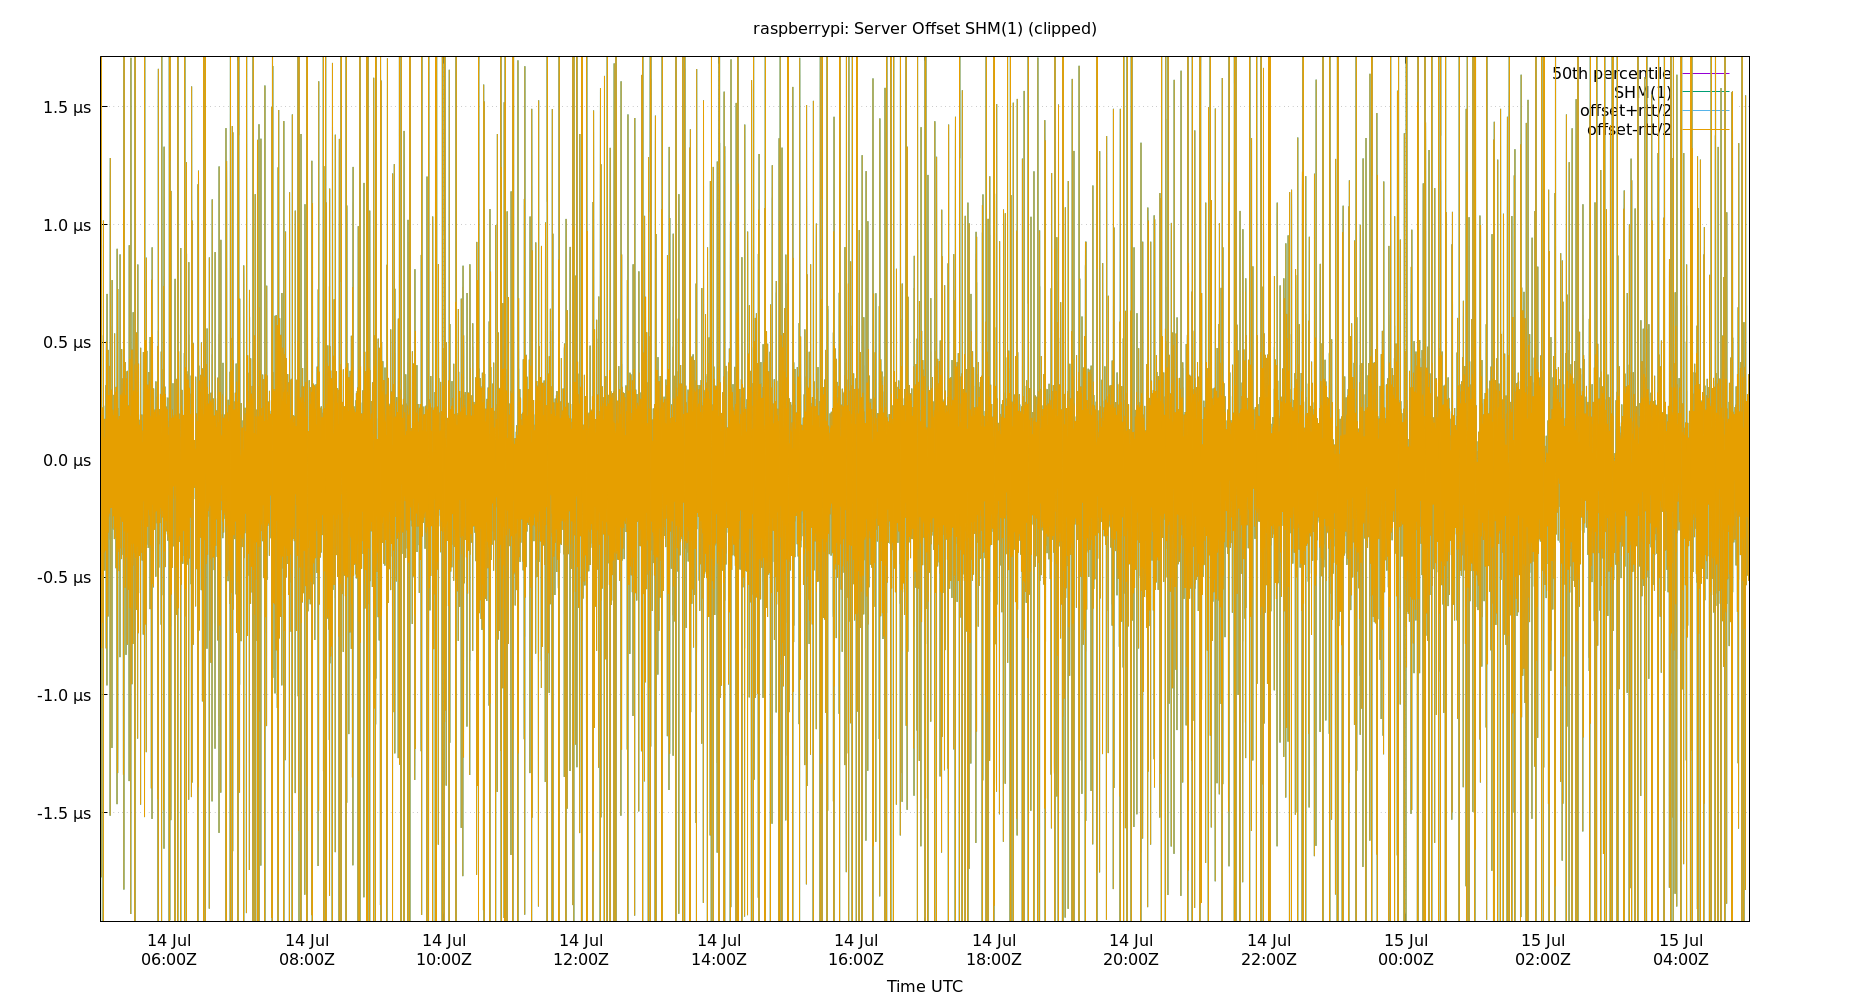 raspberrypi: Server Offset SHM(1) (clipped)
50th percentile
SHM(1)
offset+rtt/2
offset-rtt/2
1.5 µs
1.0 µs
0.5 µs
0.0 µs
-0.5 µs
-1.0 µs
-1.5 µs
14 Jul 14 Jul 14 Jul 14 Jul 14 Jul 14 Jul 14 Jul 14 Jul 14 Jul 15 Jul 15 Jul 15 Jul
06:00Z 08:00Z 10:00Z 12:00Z 14:00Z 16:00Z 18:00Z 20:00Z 22:00Z 00:00Z 02:00Z 04:00Z
Time UTC